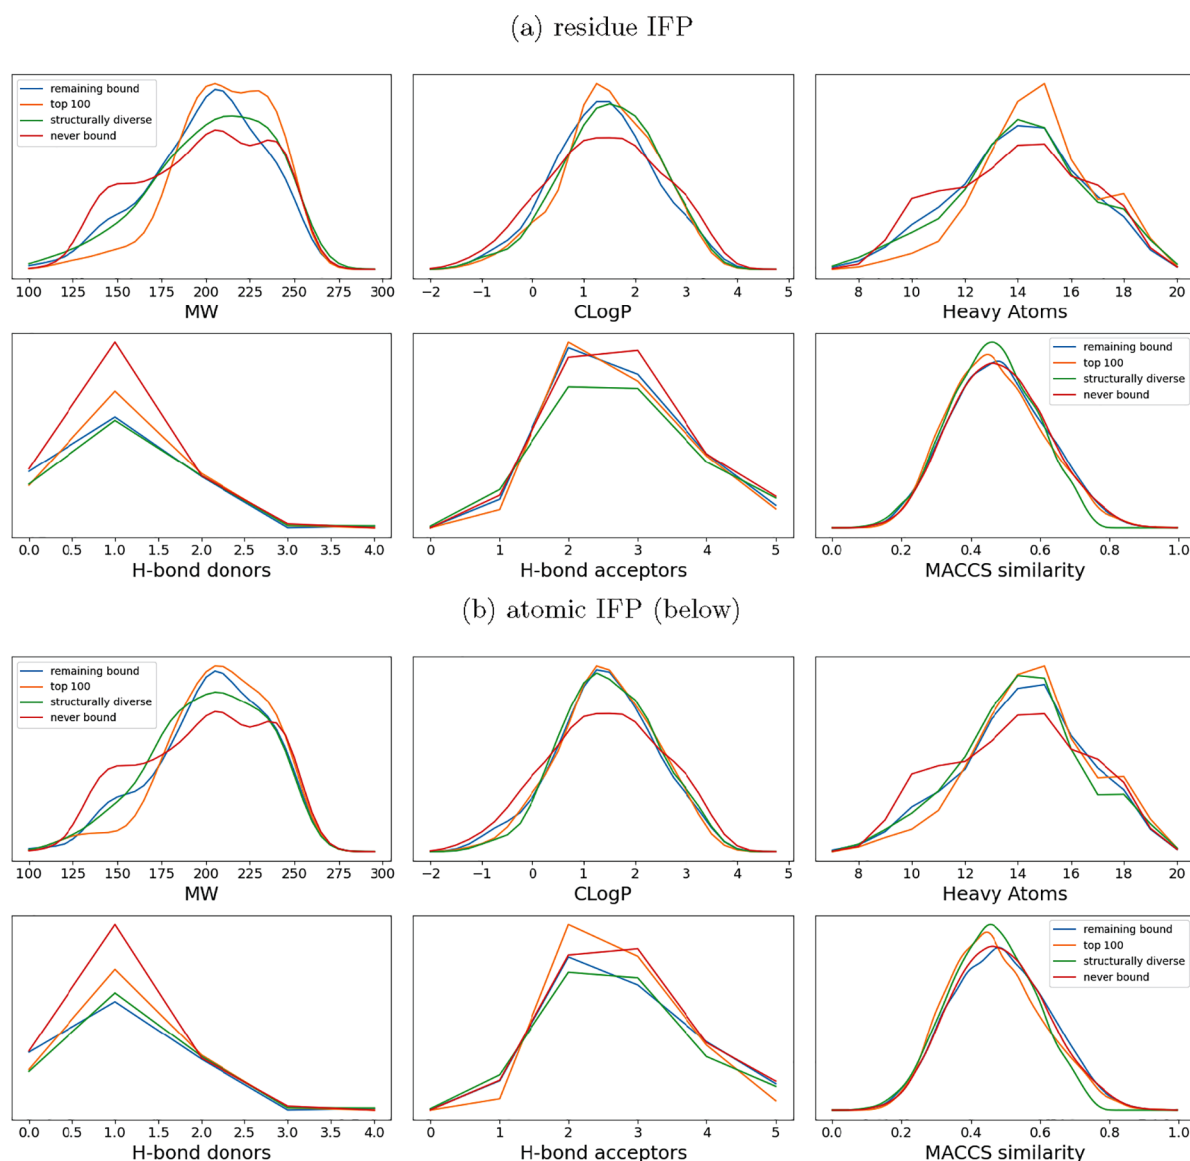 (a) residue IFP
remaining bound
top 100
structurally diverse
never bound
100 125 150 175 200 225 250 275 300
MW
−2 −1 0 1 2 3 4 5
CLogP
8 10 12 14 16 18 20
Heavy Atoms
0.0 0.5 1.0 1.5 2.0 2.5 3.0 3.5 4.0
H-bond donors
0 1 2 3 4 5
H-bond acceptors
remaining bound
top 100
structurally diverse
never bound
0.0 0.2 0.4 0.6 0.8 1.0
MACCS similarity
(b) atomic IFP (below)
remaining bound
top 100
structurally diverse
never bound
100 125 150 175 200 225 250 275 300
MW
−2 −1 0 1 2 3 4 5
CLogP
8 10 12 14 16 18 20
Heavy Atoms
0.0 0.5 1.0 1.5 2.0 2.5 3.0 3.5 4.0
H-bond donors
0 1 2 3 4 5
H-bond acceptors
remaining bound
top 100
structurally diverse
never bound
0.0 0.2 0.4 0.6 0.8 1.0
MACCS similarity